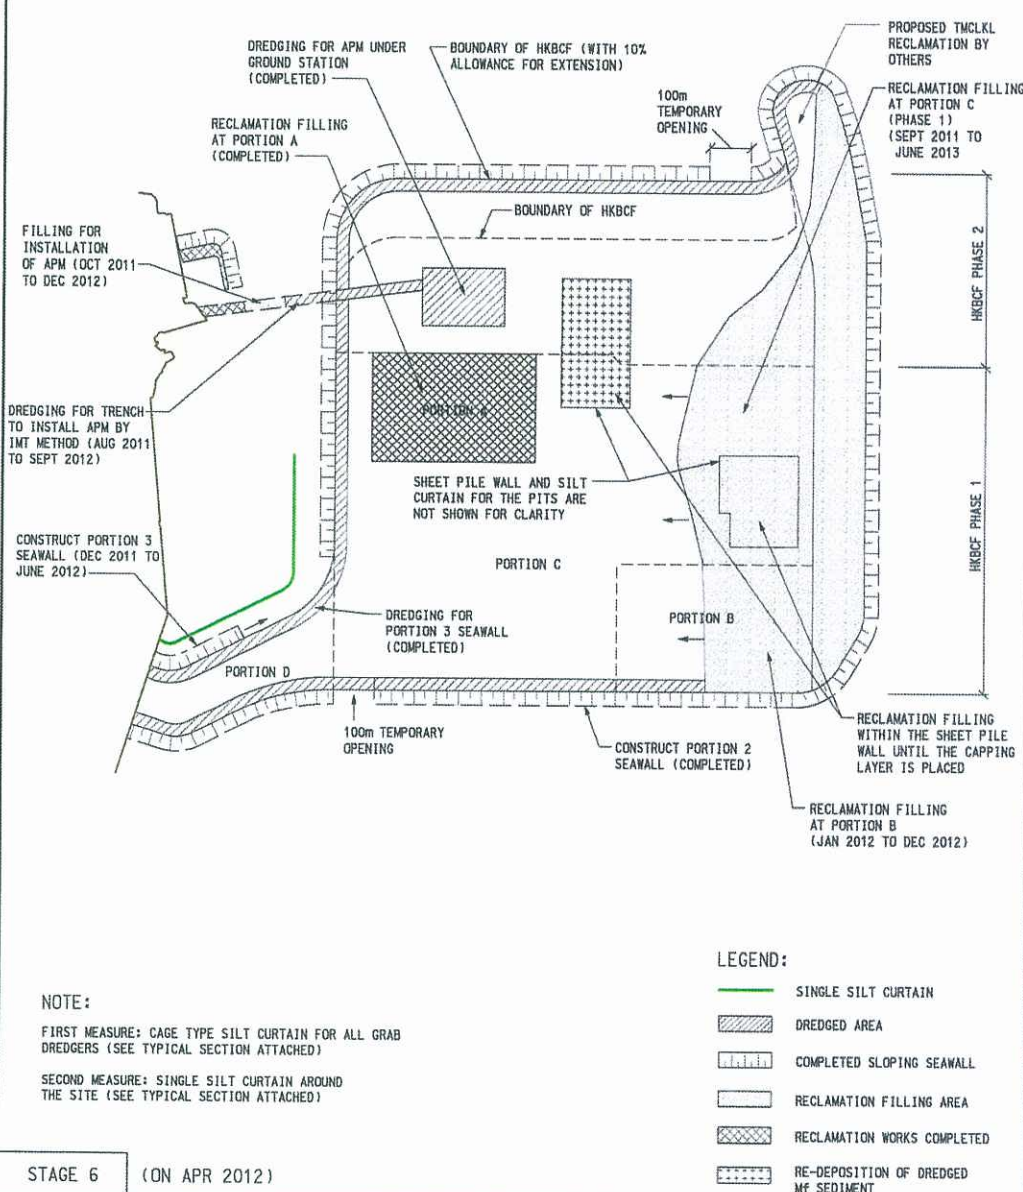 DREDGING FOR APM UNDER
GROUND STATION
(COMPLETED)
BOUNDARY OF HKBCF (WITH 10%
ALLOWANCE FOR EXTENSION)
PROPOSED TMCLKL
RECLAMATION BY
OTHERS
RECLAMATION FILLING
AT PORTION C
(PHASE 1)
(SEPT 2011 TO
JUNE 2013
100m
TEMPORARY
OPENING
RECLAMATION FILLING
AT PORTION A
(COMPLETED)
BOUNDARY OF HKBCF
FILLING FOR
INSTALLATION
OF APM (OCT 2011
TO DEC 2012)
HKBCF PHASE 2
DREDGING FOR TRENCH
TO INSTALL APM BY
IMT METHOD (AUG 2011
TO SEPT 2012)
PORTION A
SHEET PILE WALL AND SILT
CURTAIN FOR THE PITS ARE
NOT SHOWN FOR CLARITY
HKBCF PHASE 1
CONSTRUCT PORTION 3
SEAWALL (DEC 2011 TO
JUNE 2012)
PORTION C
DREDGING FOR
PORTION 3 SEAWALL
(COMPLETED)
PORTION B
PORTION D
100m TEMPORARY
OPENING
CONSTRUCT PORTION 2
SEAWALL (COMPLETED)
RECLAMATION FILLING
WITHIN THE SHEET PILE
WALL UNTIL THE CAPPING
LAYER IS PLACED
RECLAMATION FILLING
AT PORTION B
(JAN 2012 TO DEC 2012)
NOTE:
FIRST MEASURE: CAGE TYPE SILT CURTAIN FOR ALL GRAB
DREDGERS (SEE TYPICAL SECTION ATTACHED)
SECOND MEASURE: SINGLE SILT CURTAIN AROUND
THE SITE (SEE TYPICAL SECTION ATTACHED)
LEGEND:
SINGLE SILT CURTAIN
DREDGED AREA
COMPLETED SLOPING SEAWALL
RECLAMATION FILLING AREA
RECLAMATION WORKS COMPLETED
RE-DEPOSITION OF DREDGED
Mf SEDIMENT
STAGE 6
(ON APR 2012)